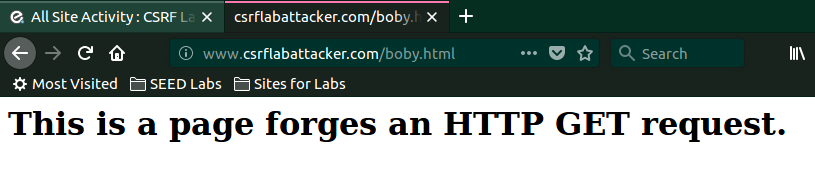 All Site Activity : CSRF La
csrflabattacker.com/boby.h
www.csrflabattacker.com/boby.html
Search
Most Visited
SEED Labs
Sites for Labs
This is a page forges an HTTP GET request.